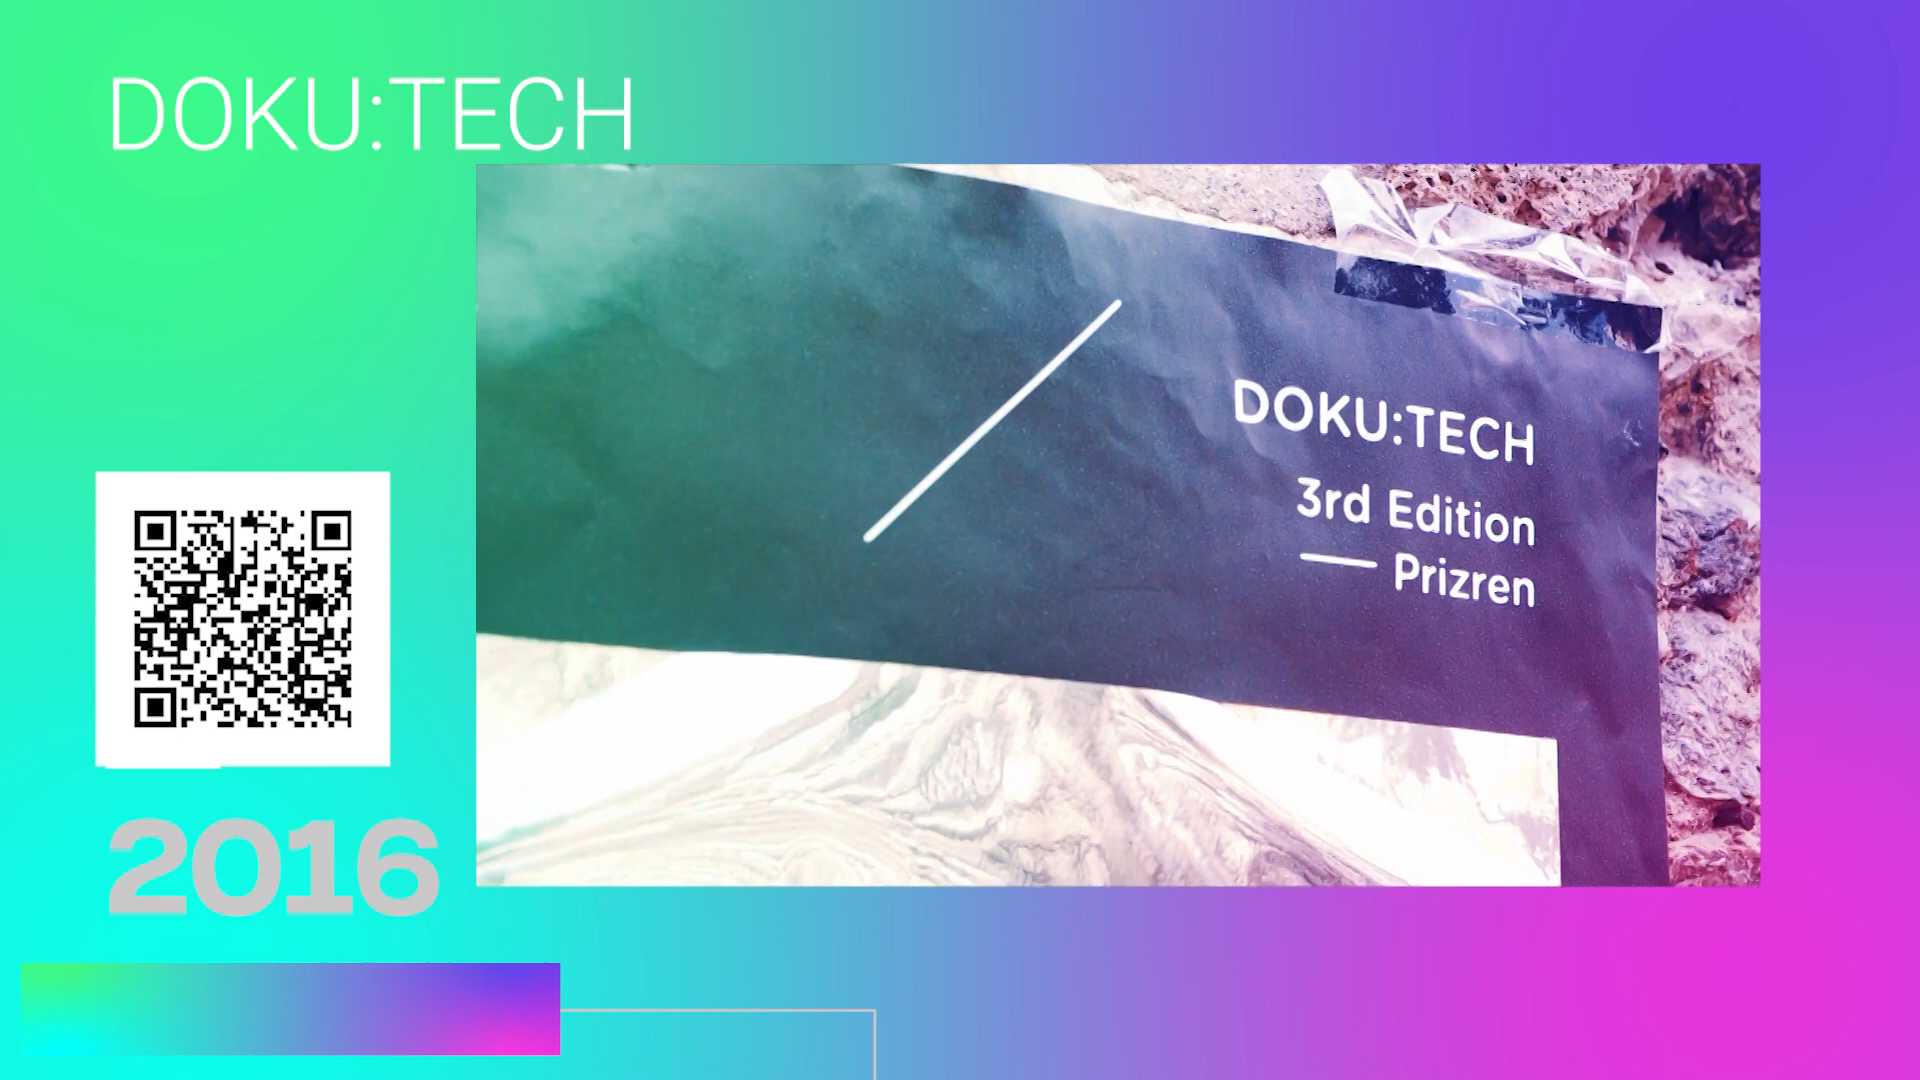 DOKU:TECH
DOKU:TECH
3rd Edition
— Prizren
2016